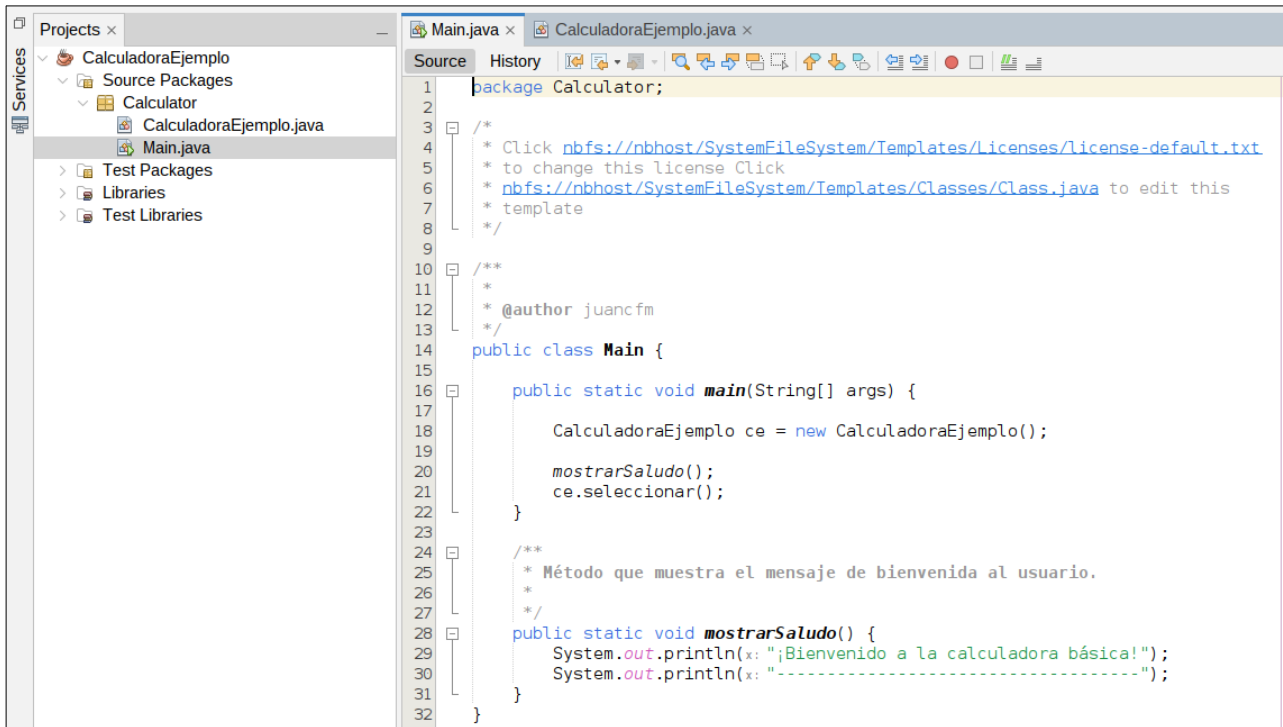 Projects ×
Services
CalculadoraEjemplo
Source Packages
Calculator
CalculadoraEjemplo.java
Main.java
Test Packages
Libraries
Test Libraries
Main.java × CalculadoraEjemplo.java ×
Source History
1 package Calculator;
2
3 /*
4 * Click nbfs://nbhost/SystemFileSystem/Templates/Licenses/license-default.txt
5 * to change this license Click
6 * nbfs://nbhost/SystemFileSystem/Templates/Classes/Class.java to edit this
7 * template
8 */
9
10 /**
11 *
12 * @author juancfm
13 */
14 public class Main {
15
16 public static void main(String[] args) {
17
18 CalculadoraEjemplo ce = new CalculadoraEjemplo();
19
20 mostrarSaludo();
21 ce.seleccionar();
22 }
23
24 /**
25 * Método que muestra el mensaje de bienvenida al usuario.
26 *
27 */
28 public static void mostrarSaludo() {
29 System.out.println(x: "¡Bienvenido a la calculadora básica!");
30 System.out.println(x: "------------------------------------");
31 }
32 }